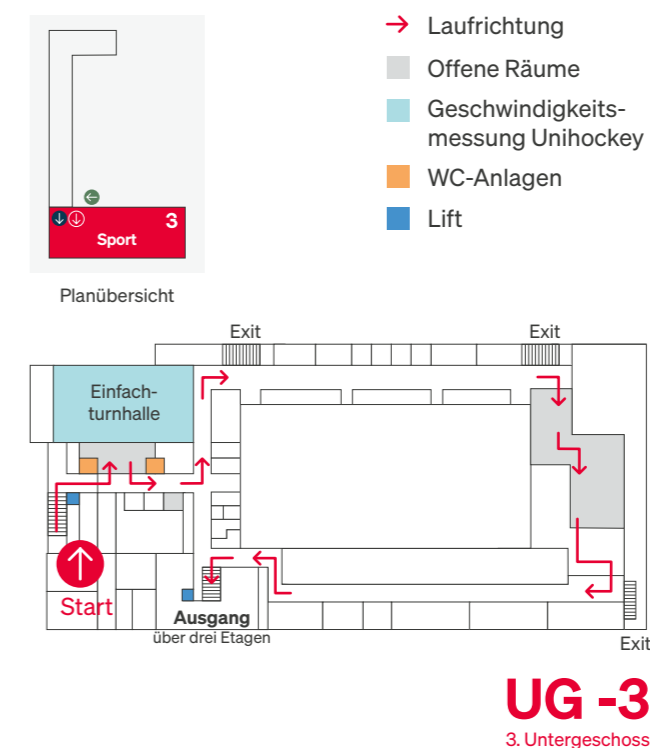 Laufrichtung
Offene Räume
Geschwindigkeits-
messung Unihockey
WC-Anlagen
Lift
3
Sport
Planübersicht
Exit
Exit
Einfach-
turnhalle
Start
Ausgang
über drei Etagen
Exit
UG -3
3. Untergeschoss